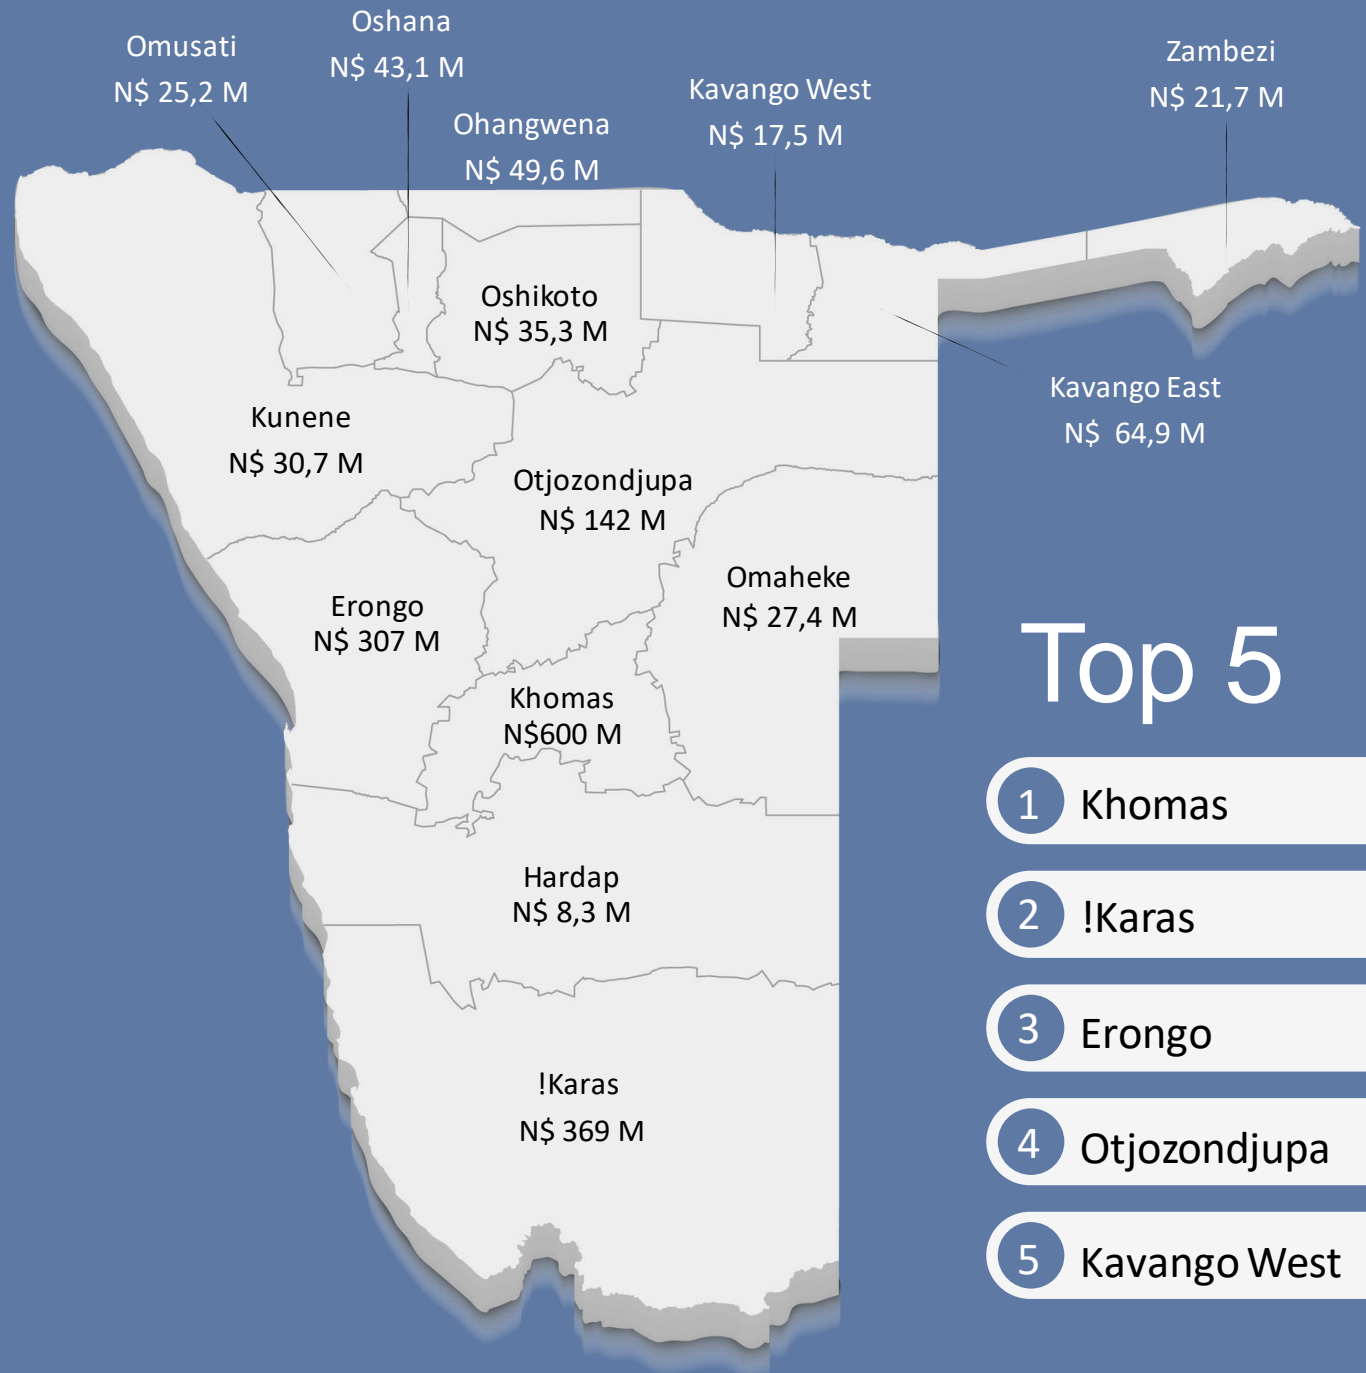 Oshana
N$ 43,1 M
Omusati
N$ 25,2 M
Ohangwena
N$ 49,6 M
Kavango West
N$ 17,5 M
Zambezi
N$ 21,7 M
Oshikoto
N$ 35,3 M
Kavango East
N$ 64,9 M
Kunene
N$ 30,7 M
Otjozondjupa
N$ 142 M
Omaheke
N$ 27,4 M
Erongo
N$ 307 M
Khomas
N$600 M
Hardap
N$ 8,3 M
!Karas
N$ 369 M
Top 5
1 Khomas
2 !Karas
3 Erongo
4 Otjozondjupa
5 Kavango West